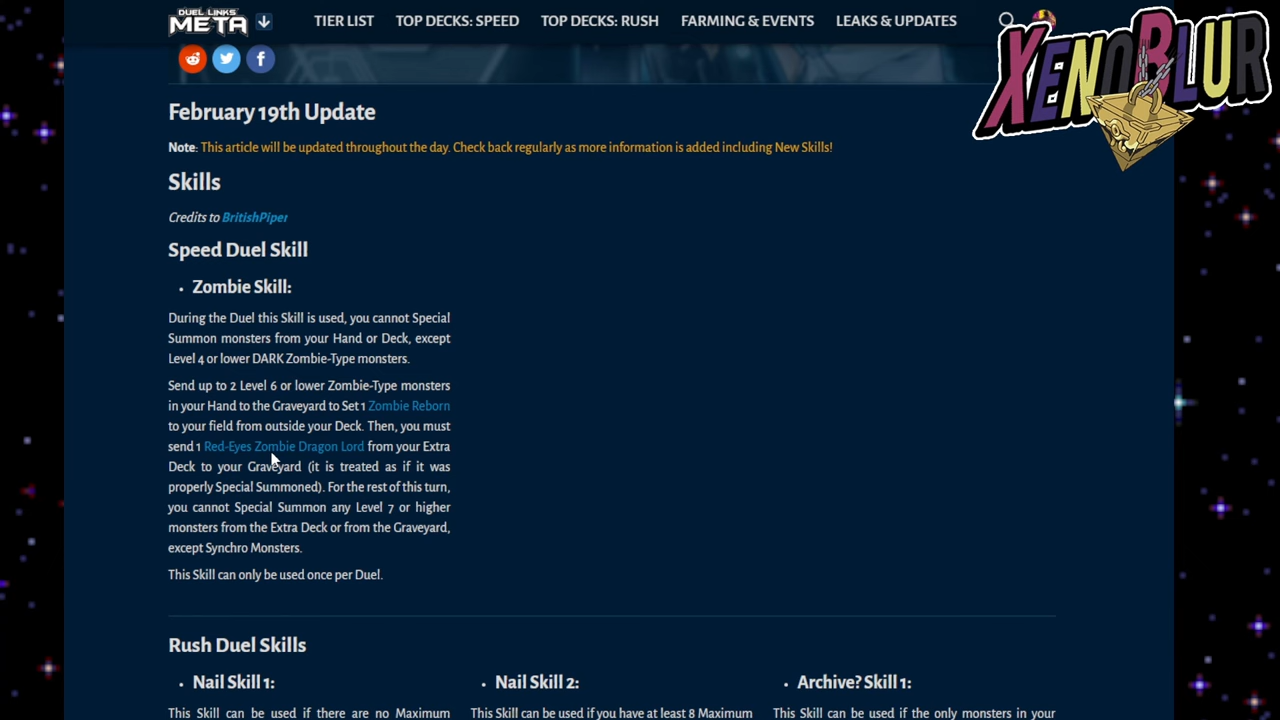 DUEL LINKS
META
TIER LIST
TOP DECKS: SPEED
TOP DECKS: RUSH
FARMING & EVENTS
LEAKS & UPDATES
XENOBLUR
February 19th Update
Note: This article will be updated throughout the day. Check back regularly as more information is added including New Skills!
Skills
Credits to BritishPiper
Speed Duel Skill
• Zombie Skill:
During the Duel this Skill is used, you cannot Special
Summon monsters from your Hand or Deck, except
Level 4 or lower DARK Zombie-Type monsters.
Send up to 2 Level 6 or lower Zombie-Type monsters
in your Hand to the Graveyard to Set 1 Zombie Reborn
to your field from outside your Deck. Then, you must
send 1 Red-Eyes Zombie Dragon Lord from your Extra
Deck to your Graveyard (it is treated as if it was
properly Special Summoned). For the rest of this turn,
you cannot Special Summon any Level 7 or higher
monsters from the Extra Deck or from the Graveyard,
except Synchro Monsters.
This Skill can only be used once per Duel.
Rush Duel Skills
• Nail Skill 1:
This Skill can be used if there are no Maximum
• Nail Skill 2:
This Skill can be used if you have at least 8 Maximum
• Archive? Skill 1:
This Skill can be used if the only monsters in your